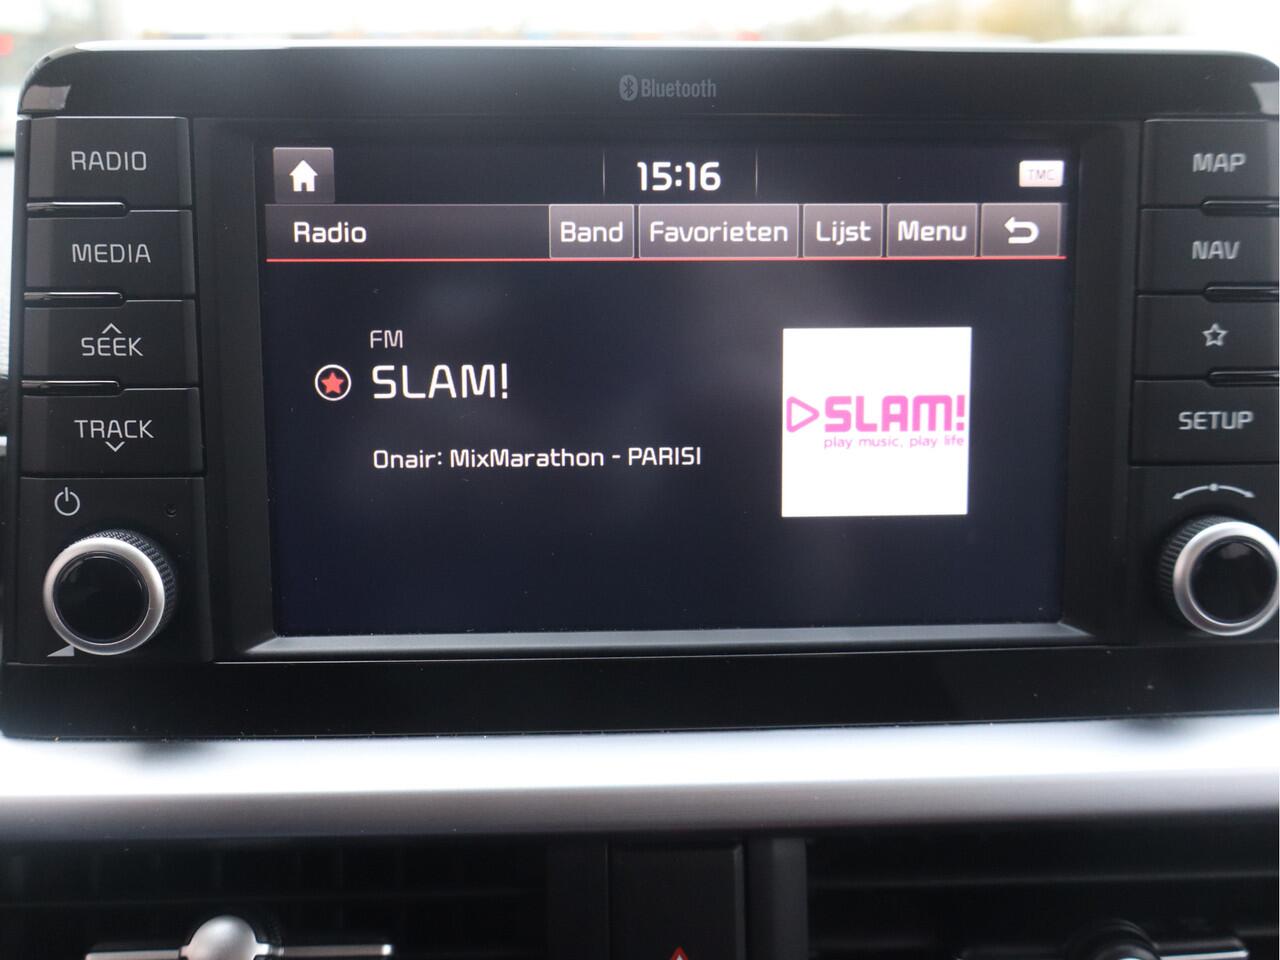 Bluetooth
RADIO
MEDIA
SEEK
TRACK
15:16
TMC
Radio
Band
Favorieten
Lijst
Menu
FM
SLAM!
Onair: MixMarathon - PARISI
SLAM!
play music, play life
MAP
NAV
SETUP